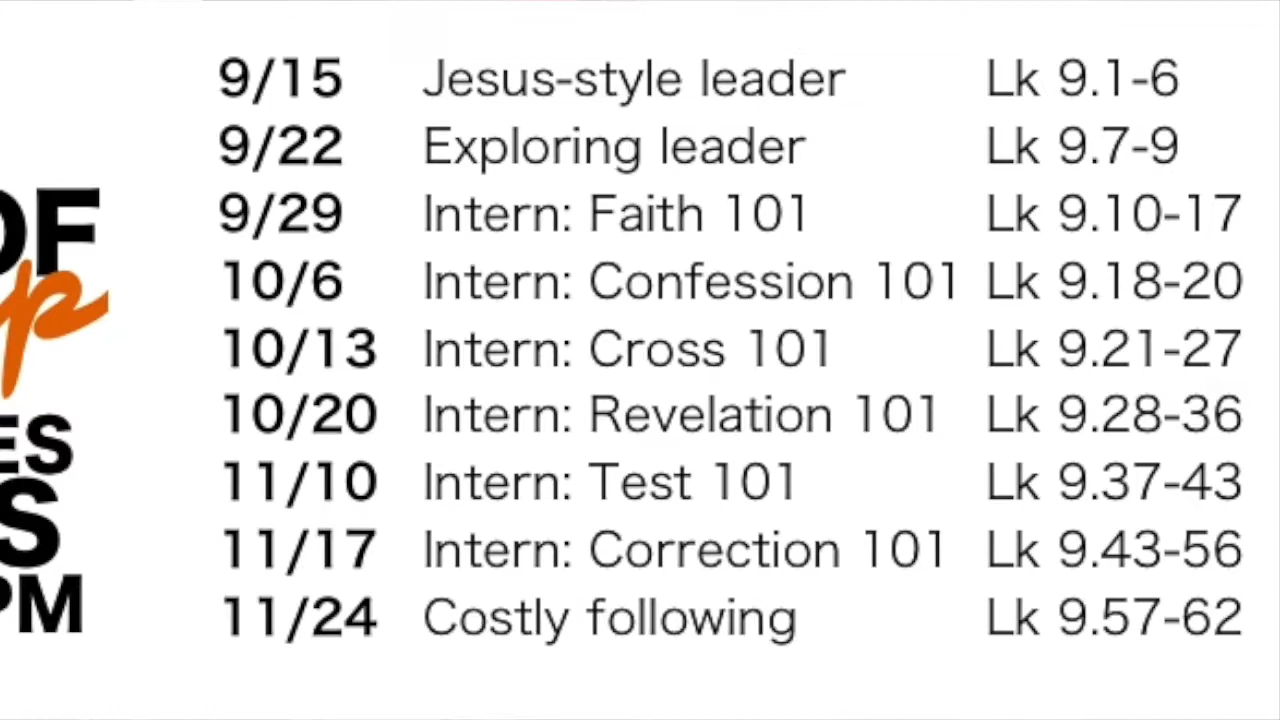 9/15 Jesus-style leader Lk 9.1-6
9/22 Exploring leader Lk 9.7-9
9/29 Intern: Faith 101 Lk 9.10-17
10/6 Intern: Confession 101 Lk 9.18-20
10/13 Intern: Cross 101 Lk 9.21-27
10/20 Intern: Revelation 101 Lk 9.28-36
11/10 Intern: Test 101 Lk 9.37-43
11/17 Intern: Correction 101 Lk 9.43-56
11/24 Costly following Lk 9.57-62
OF
p
ES
S
PM